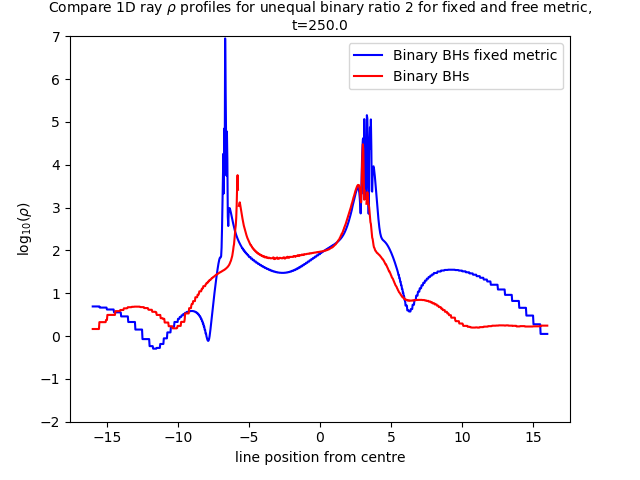 Compare 1D ray ρ profiles for unequal binary ratio 2 for fixed and free metric,
t=250.0
Binary BHs fixed metric
Binary BHs
7
6
5
4
3
2
1
0
−1
−2
log₁₀(ρ)
−15 −10 −5 0 5 10 15
line position from centre